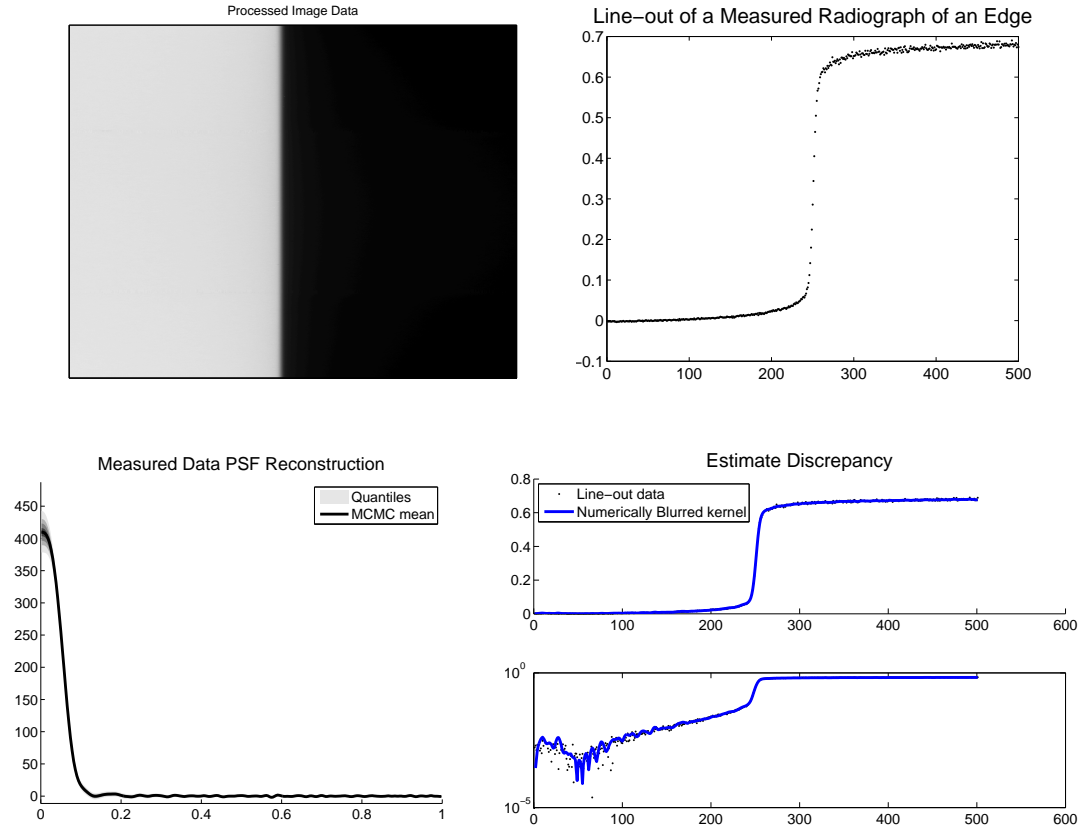 Processed Image Data
Line−out of a Measured Radiograph of an Edge
0.7
0.6
0.5
0.4
0.3
0.2
0.1
0
−0.1
0 100 200 300 400 500
Measured Data PSF Reconstruction
Quantiles
MCMC mean
450
400
350
300
250
200
150
100
50
0
0 0.2 0.4 0.6 0.8 1
Estimate Discrepancy
Line−out data
Numerically Blurred kernel
0.8
0.6
0.4
0.2
0
0 100 200 300 400 500 600
10^0
10^−5
0 100 200 300 400 500 600